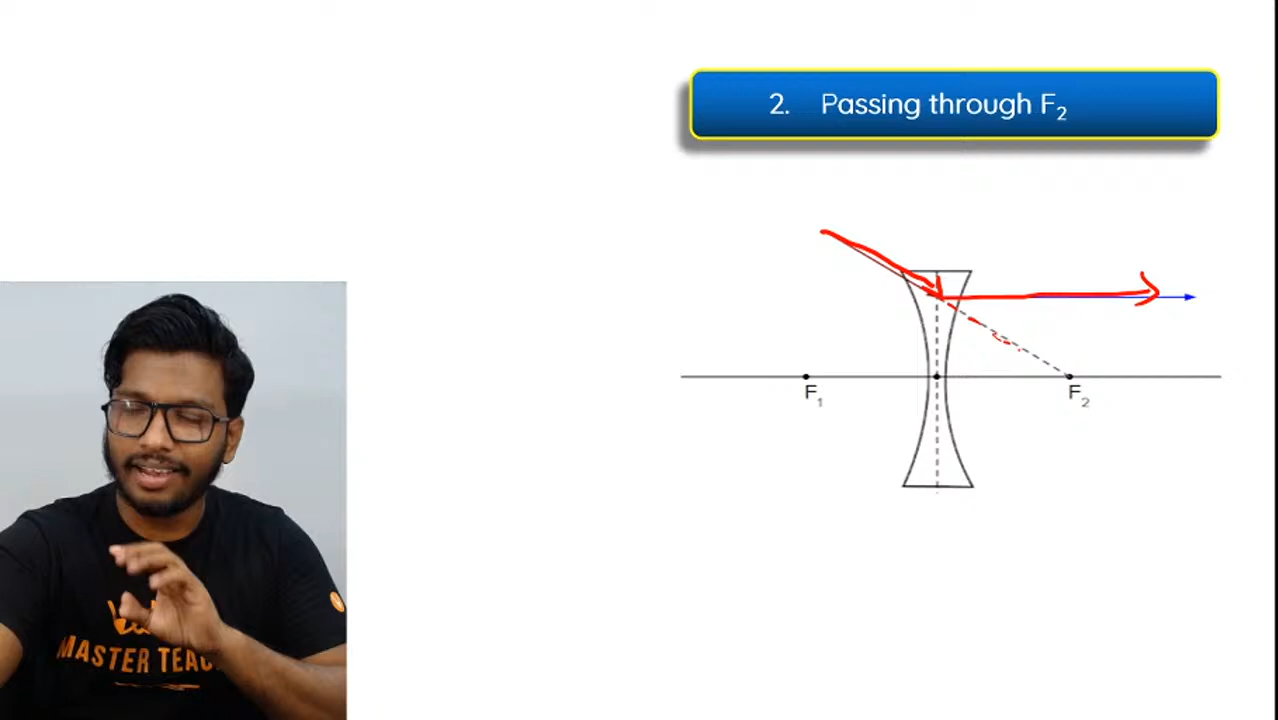 2. Passing through F₂
F₁
F₂
MASTER TEAC